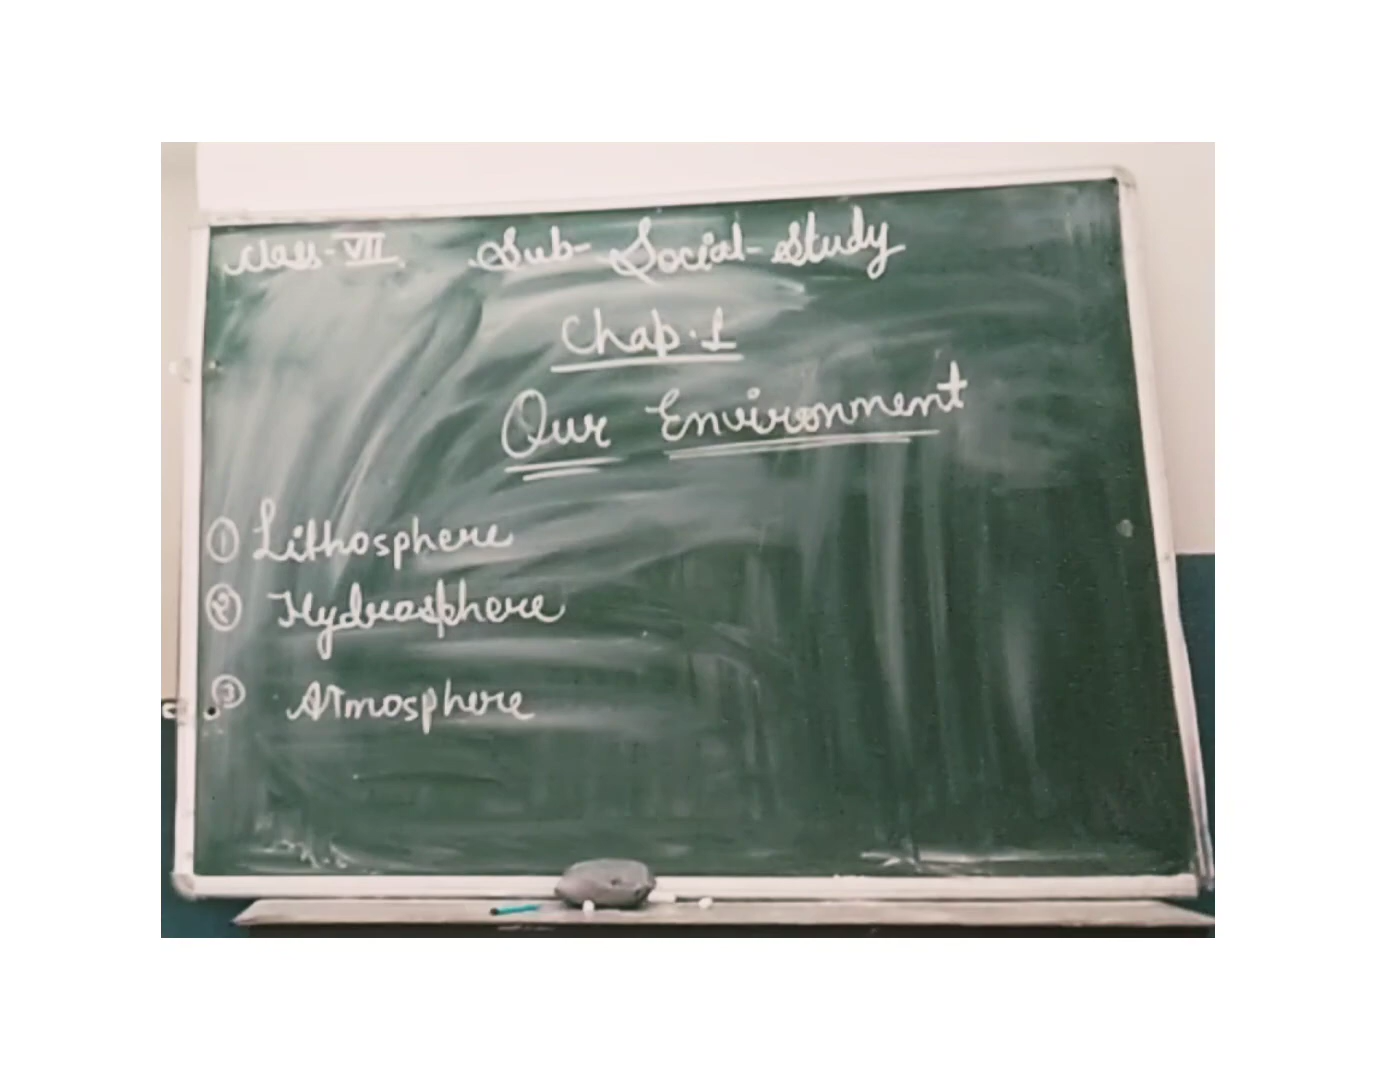 Class-VII Sub- Social-Study
Chap.1
Our Environment
① Lithosphere
② Hydrosphere
③ Atmosphere